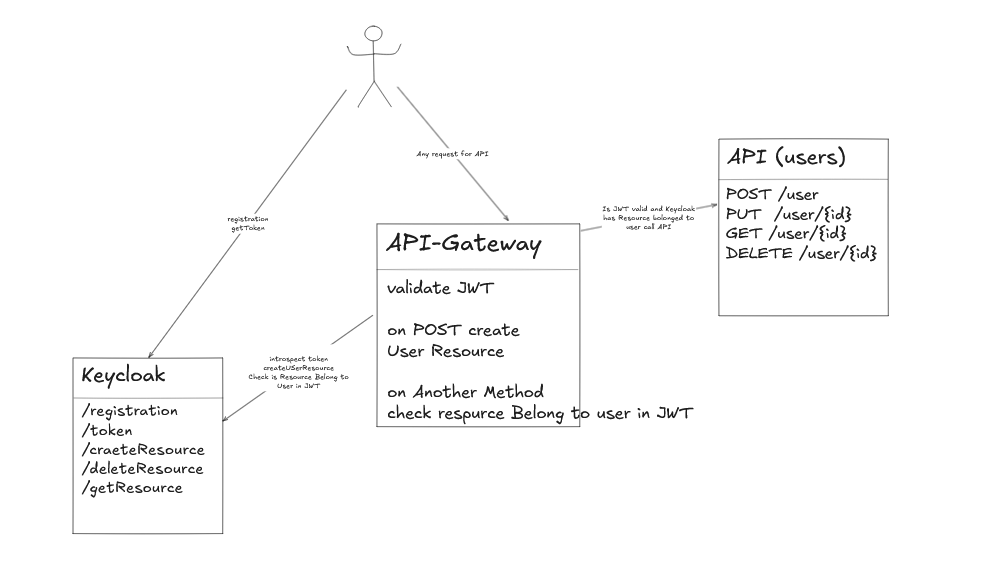 Any request for API
API (users)
POST /user
PUT /user/{id}
GET /user/{id}
DELETE /user/{id}
Is JWT valid and Keycloak
has Resource belonged to
user call API
registration
getToken
API-Gateway
validate JWT
on POST create
User Resource
on Another Method
check respurce Belong to user in JWT
introspect token
createUSerResource
Check is Resource Belong to
User in JWT
Keycloak
/registration
/token
/craeteResource
/deleteResource
/getResource